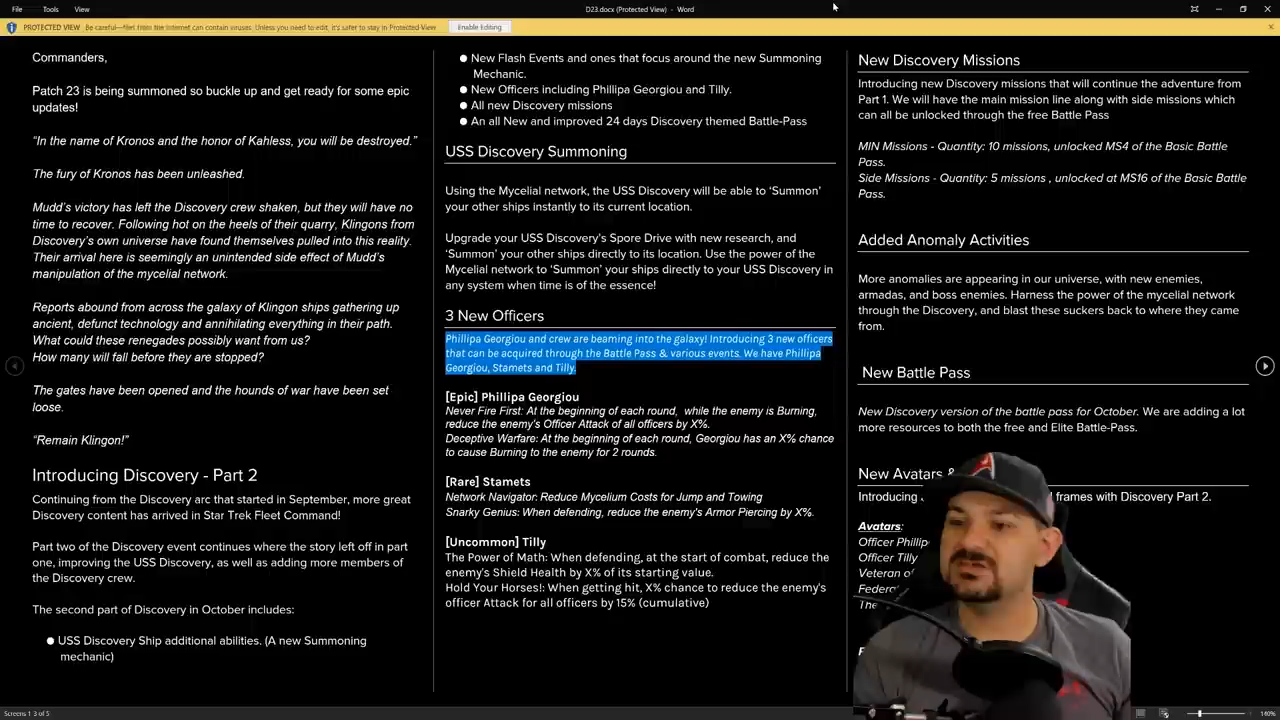 File
Tools
View
D23.docx (Protected View) - Word
PROTECTED VIEW Be careful—files from the Internet can contain viruses. Unless you need to edit, it's safer to stay in Protected View
Enable Editing
Commanders,
Patch 23 is being summoned so buckle up and get ready for some epic
updates!
“In the name of Kronos and the honor of Kahless, you will be destroyed.”
The fury of Kronos has been unleashed.
Mudd’s victory has left the Discovery crew shaken, but they will have no
time to recover. Following hot on the heels of their quarry, Klingons from
Discovery’s own universe have found themselves pulled into this reality.
Their arrival here is seemingly an unintended side effect of Mudd’s
manipulation of the mycelial network.
Reports abound from across the galaxy of Klingon ships gathering up
ancient, defunct technology and annihilating everything in their path.
What could these renegades possibly want from us?
How many will fall before they are stopped?
The gates have been opened and the hounds of war have been set
loose.
“Remain Klingon!”
Introducing Discovery - Part 2
Continuing from the Discovery arc that started in September, more great
Discovery content has arrived in Star Trek Fleet Command!
Part two of the Discovery event continues where the story left off in part
one, improving the USS Discovery, as well as adding more members of
the Discovery crew.
The second part of Discovery in October includes:
● USS Discovery Ship additional abilities. (A new Summoning
mechanic)
● New Flash Events and ones that focus around the new Summoning
Mechanic.
● New Officers including Phillipa Georgiou and Tilly.
● All new Discovery missions
● An all New and improved 24 days Discovery themed Battle-Pass
USS Discovery Summoning
Using the Mycelial network, the USS Discovery will be able to ‘Summon’
your other ships instantly to its current location.
Upgrade your USS Discovery’s Spore Drive with new research, and
‘Summon’ your other ships directly to its location. Use the power of the
Mycelial network to ‘Summon’ your ships directly to your USS Discovery in
any system when time is of the essence!
3 New Officers
Phillipa Georgiou and crew are beaming into the galaxy! Introducing 3 new officers
that can be acquired through the Battle Pass & various events. We have Phillipa
Georgiou, Stamets and Tilly.
[Epic] Phillipa Georgiou
Never Fire First: At the beginning of each round, while the enemy is Burning,
reduce the enemy's Officer Attack of all officers by X%.
Deceptive Warfare: At the beginning of each round, Georgiou has an X% chance
to cause Burning to the enemy for 2 rounds.
[Rare] Stamets
Network Navigator: Reduce Mycelium Costs for Jump and Towing
Snarky Genius: When defending, reduce the enemy's Armor Piercing by X%.
[Uncommon] Tilly
The Power of Math: When defending, at the start of combat, reduce the
enemy's Shield Health by X% of its starting value.
Hold Your Horses!: When getting hit, X% chance to reduce the enemy's
officer Attack for all officers by 15% (cumulative)
New Discovery Missions
Introducing new Discovery missions that will continue the adventure from
Part 1. We will have the main mission line along with side missions which
can all be unlocked through the free Battle Pass
MIN Missions - Quantity: 10 missions, unlocked MS4 of the Basic Battle
Pass.
Side Missions - Quantity: 5 missions , unlocked at MS16 of the Basic Battle
Pass.
Added Anomaly Activities
More anomalies are appearing in our universe, with new enemies,
armadas, and boss enemies. Harness the power of the mycelial network
through the Discovery, and blast these suckers back to where they came
from.
New Battle Pass
New Discovery version of the battle pass for October. We are adding a lot
more resources to both the free and Elite Battle-Pass.
New Avatars &
Introducing frames with Discovery Part 2.
Avatars:
Officer Phillip
Officer Tilly
Veteran of
Federa
The
Screens 1-3 of 5
140%